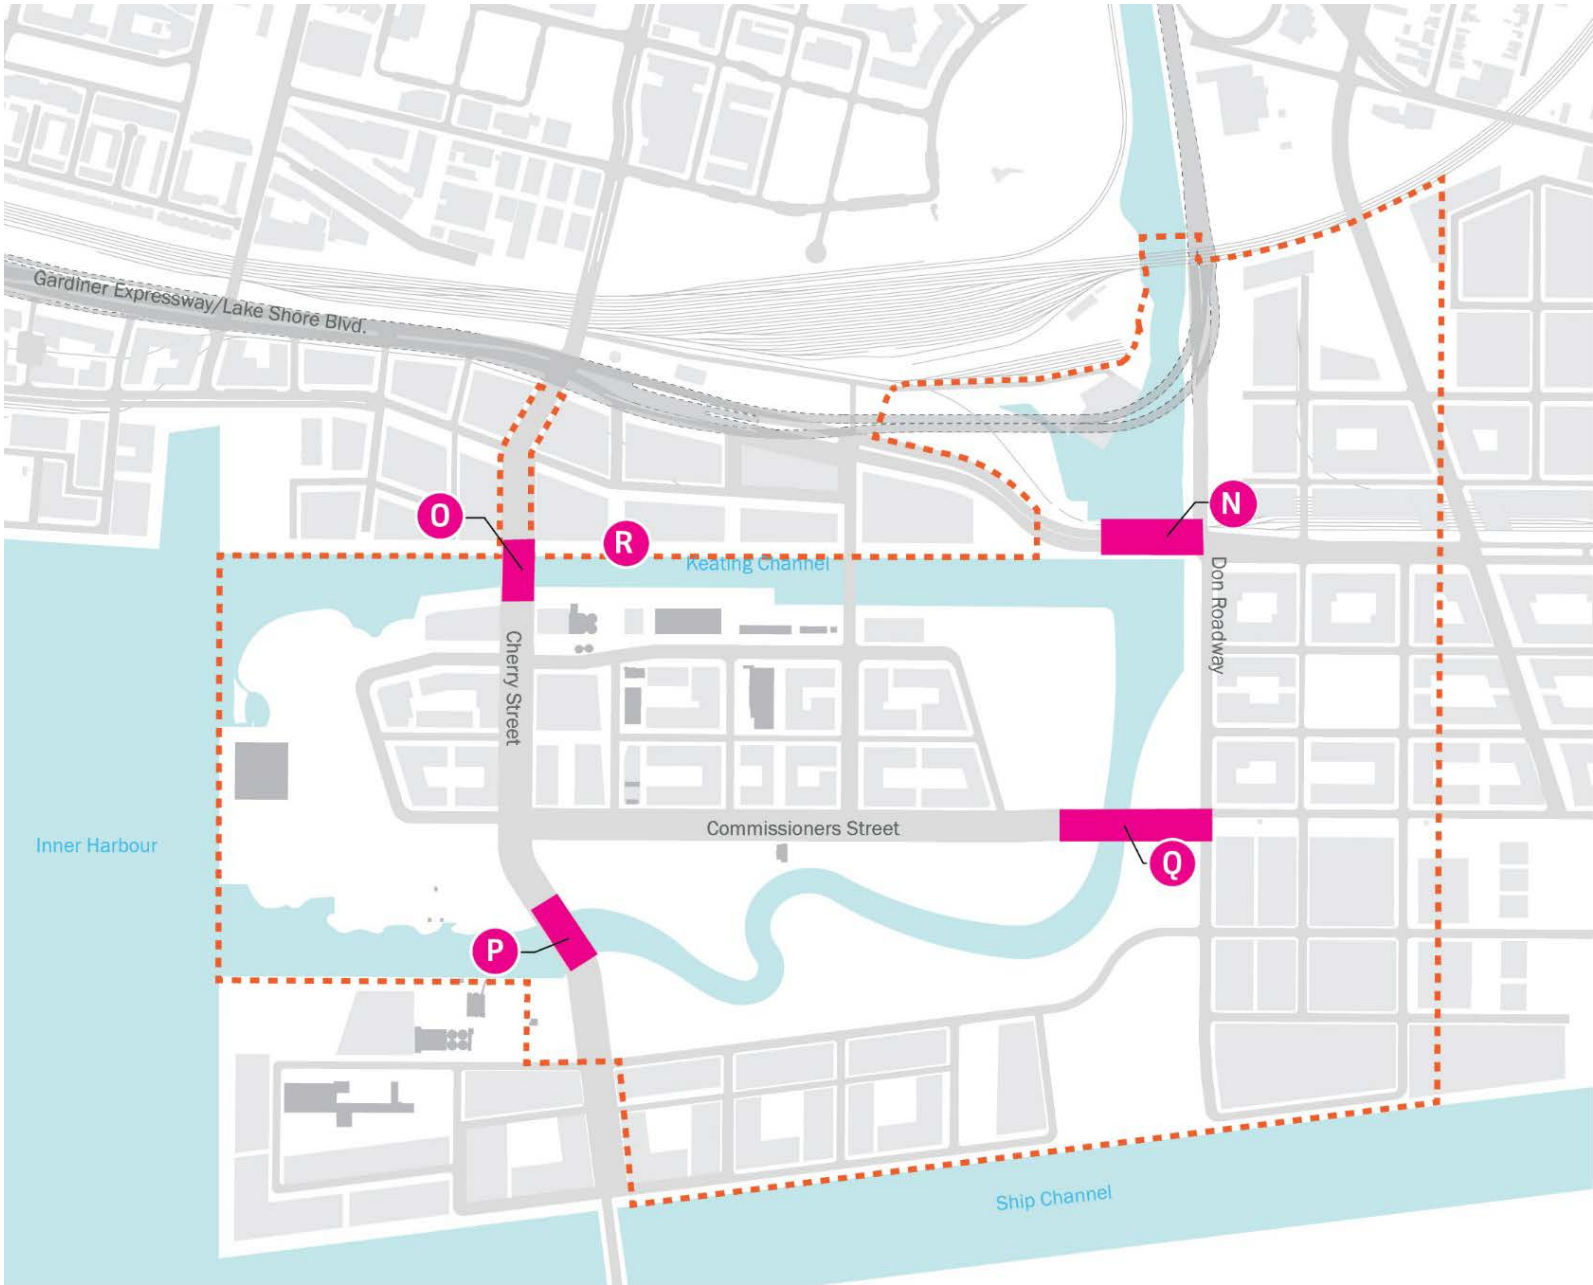 Gardiner Expressway/Lake Shore Blvd.
N
O
R
Keating Channel
Don Roadway
Cherry Street
Commissioners Street
Inner Harbour
Q
P
Ship Channel